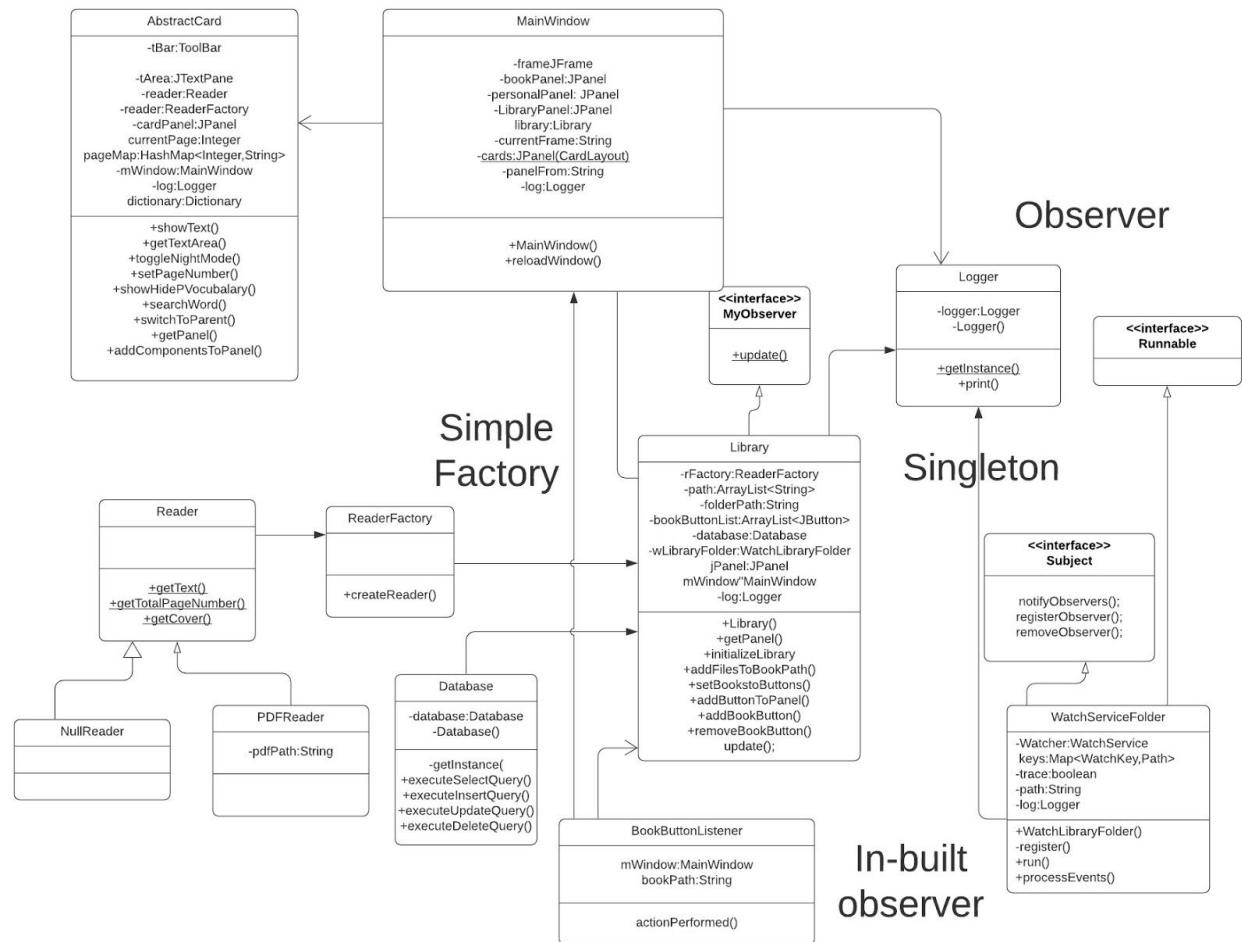 AbstractCard
-tBar:ToolBar
-tArea:JTextPane
-reader:Reader
-reader:ReaderFactory
-cardPanel:JPanel
currentPage:Integer
pageMap:HashMap<Integer,String>
-mWindow:MainWindow
-log:Logger
dictionary:Dictionary
+showText()
+getTextArea()
+toggleNightMode()
+setPageNumber()
+showHidePVocubalary()
+searchWord()
+switchToParent()
+getPanel()
+addComponentsToPanel()
MainWindow
-frameJFrame
-bookPanel:JPanel
-personalPanel: JPanel
-LibraryPanel:JPanel
library:Library
-currentFrame:String
-cards:JPanel(CardLayout)
-panelFrom:String
-log:Logger
+MainWindow()
+reloadWindow()
Observer
<<interface>>
MyObserver
+update()
Logger
-logger:Logger
-Logger()
+getInstance()
+print()
<<interface>>
Runnable
Simple
Factory
Singleton
Library
-rFactory:ReaderFactory
-path:ArrayList<String>
-folderPath:String
-bookButtonList:ArrayList<JButton>
-database:Database
-wLibraryFolder:WatchLibraryFolder
jPanel:JPanel
mWindow"MainWindow
-log:Logger
+Library()
+getPanel()
+initializeLibrary
+addFilesToBookPath()
+setBookstoButtons()
+addButtonToPanel()
+addBookButton()
+removeBookButton()
update();
Reader
+getText()
+getTotalPageNumber()
+getCover()
ReaderFactory
+createReader()
<<interface>>
Subject
notifyObservers();
registerObserver();
removeObserver();
NullReader
PDFReader
-pdfPath:String
Database
-database:Database
-Database()
-getInstance(
+executeSelectQuery()
+executeInsertQuery()
+executeUpdateQuery()
+executeDeleteQuery()
WatchServiceFolder
-Watcher:WatchService
keys:Map<WatchKey,Path>
-trace:boolean
-path:String
-log:Logger
+WatchLibraryFolder()
-register()
+run()
+processEvents()
BookButtonListener
mWindow:MainWindow
bookPath:String
actionPerformed()
In-built
observer